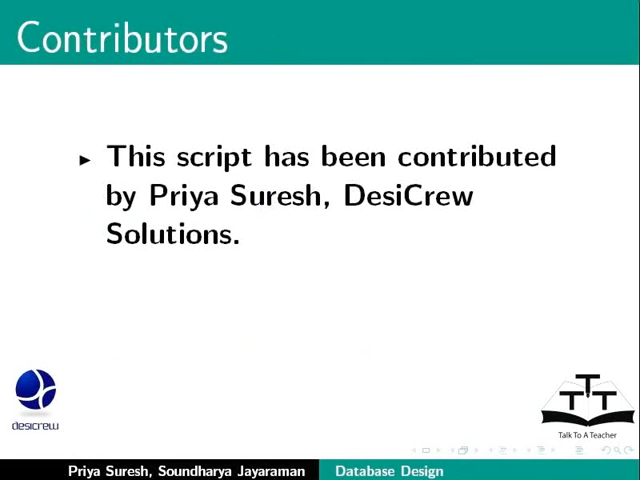 Contributors
This script has been contributed
by Priya Suresh, DesiCrew
Solutions.
desicrew
T T T
Talk To A Teacher
Priya Suresh, Soundharya Jayaraman Database Design